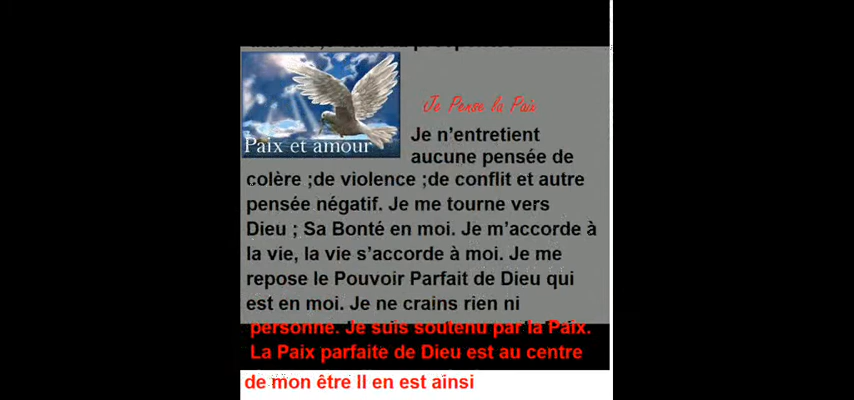 Paix et amour
Je Pense la Paix
Je n’entretient
aucune pensée de
colère ;de violence ;de conflit et autre
pensée négatif. Je me tourne vers
Dieu ; Sa Bonté en moi. Je m’accorde à
la vie, la vie s’accorde à moi. Je me
repose le Pouvoir Parfait de Dieu qui
est en moi. Je ne crains rien ni
personne. Je suis soutenu par la Paix.
La Paix parfaite de Dieu est au centre
de mon être Il en est ainsi